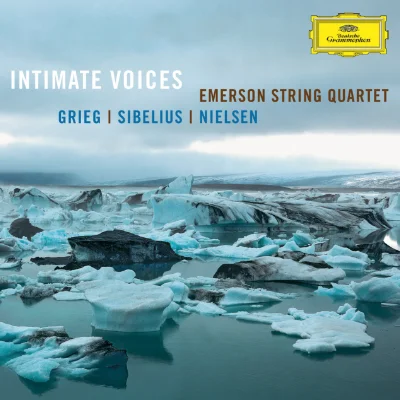 Deutsche
Grammophon
INTIMATE VOICES
EMERSON STRING QUARTET
GRIEG | SIBELIUS | NIELSEN